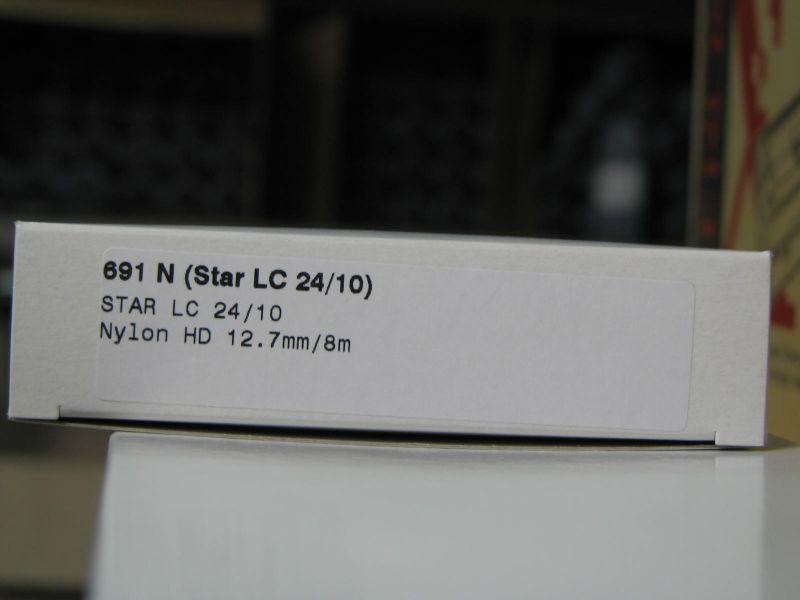 691 N (Star LC 24/10)
STAR LC 24/10
Nylon HD 12.7mm/8m